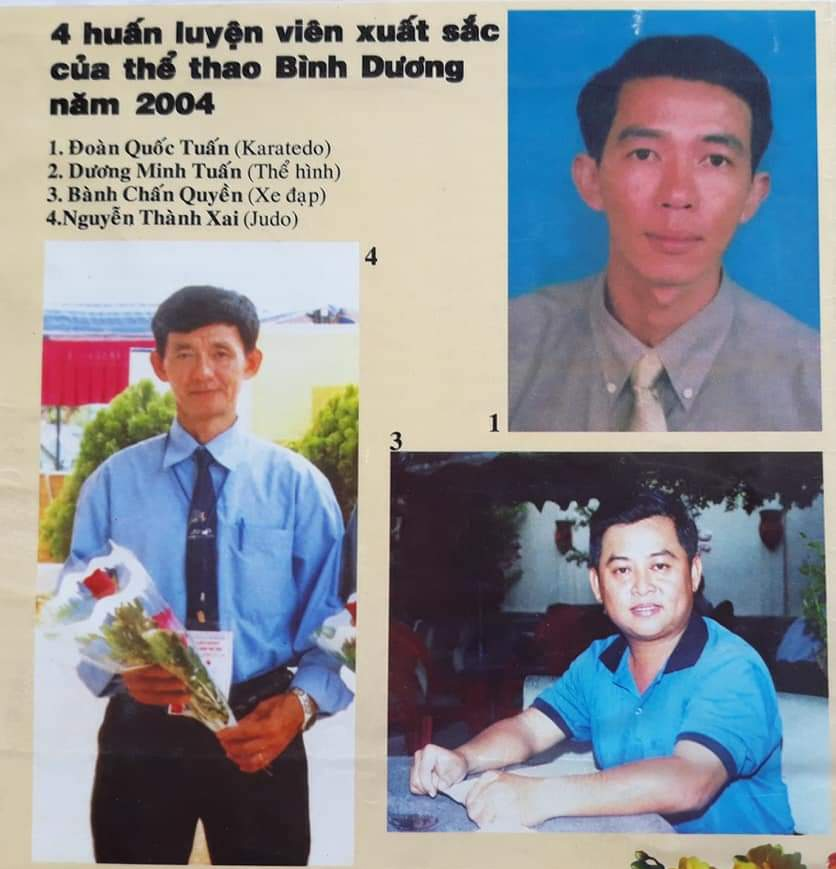 4 huấn luyện viên xuất sắc
của thể thao Bình Dương
năm 2004
1. Đoàn Quốc Tuấn (Karatedo)
2. Dương Minh Tuấn (Thể hình)
3. Bành Chấn Quyền (Xe đạp)
4.Nguyễn Thành Xai (Judo)
4
1
3